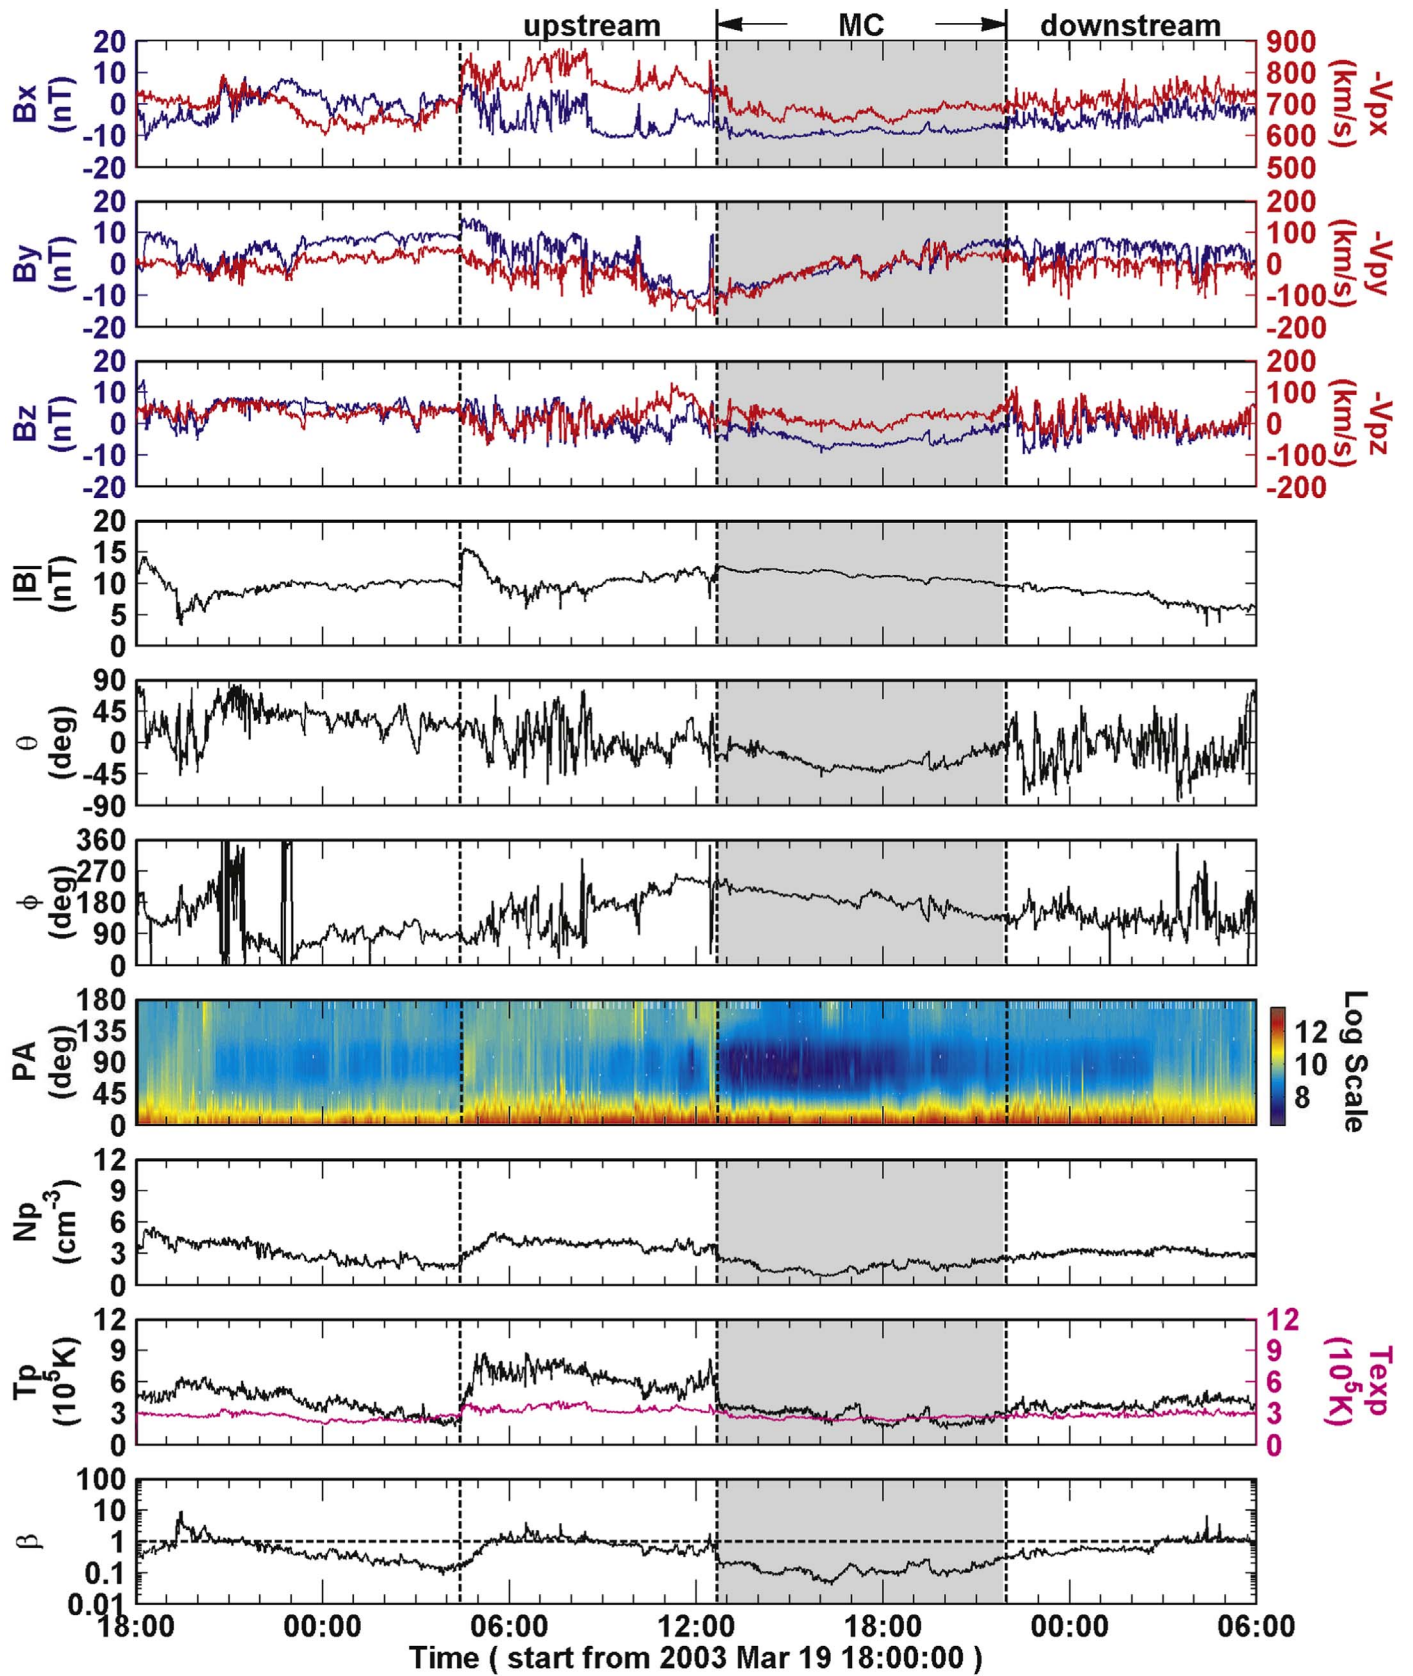 upstream MC downstream
20 10 0 -10 -20
Bx (nT)
900 800 700 600 500
-Vpx (km/s)
20 10 0 -10 -20
By (nT)
200 100 0 -100 -200
-Vpy (km/s)
20 10 0 -10 -20
Bz (nT)
200 100 0 -100 -200
-Vpz (km/s)
20 15 10 5 0
|B| (nT)
90 45 0 -45 -90
θ (deg)
360 270 180 90 0
ϕ (deg)
180 135 90 45 0
PA (deg)
12 10 8
Log Scale
12 9 6 3 0
Np (cm⁻³)
12 9 6 3 0
Tp (10⁵K)
12 9 6 3 0
Texp (10⁵K)
100 10 1 0.1 0.01
β
18:00 00:00 06:00 12:00 18:00 00:00 06:00
Time ( start from 2003 Mar 19 18:00:00 )